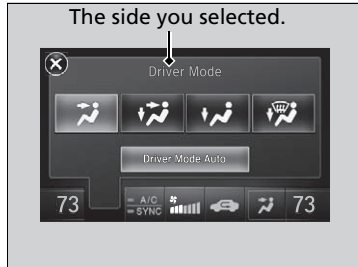 The side you selected.
Driver Mode
Driver Mode Auto
73
A/C
SYNC
73